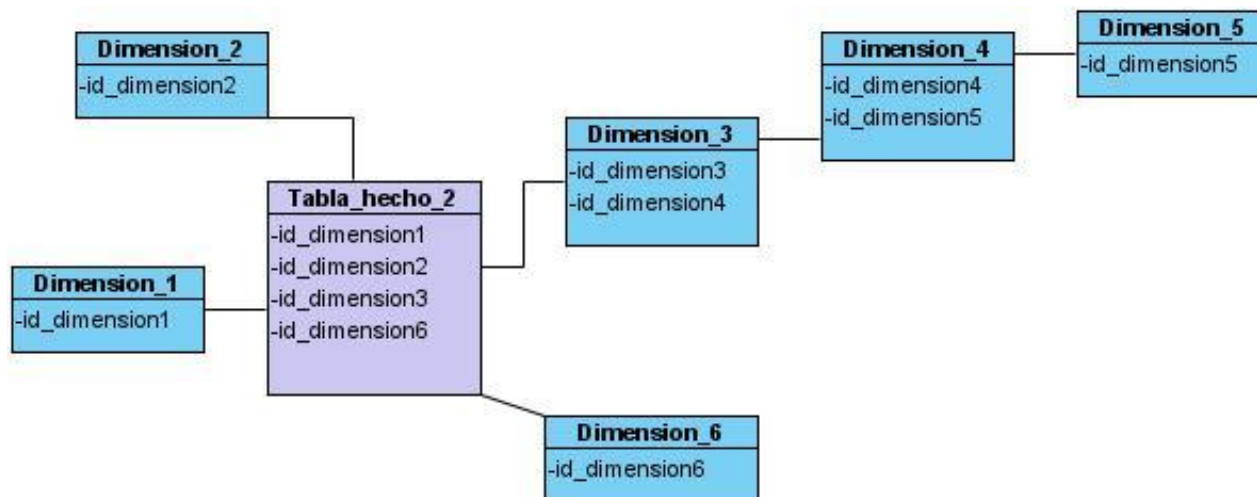 Dimension_2
-id_dimension2
Dimension_4
-id_dimension4
-id_dimension5
Dimension_5
-id_dimension5
Dimension_3
-id_dimension3
-id_dimension4
Tabla_hecho_2
-id_dimension1
-id_dimension2
-id_dimension3
-id_dimension6
Dimension_1
-id_dimension1
Dimension_6
-id_dimension6